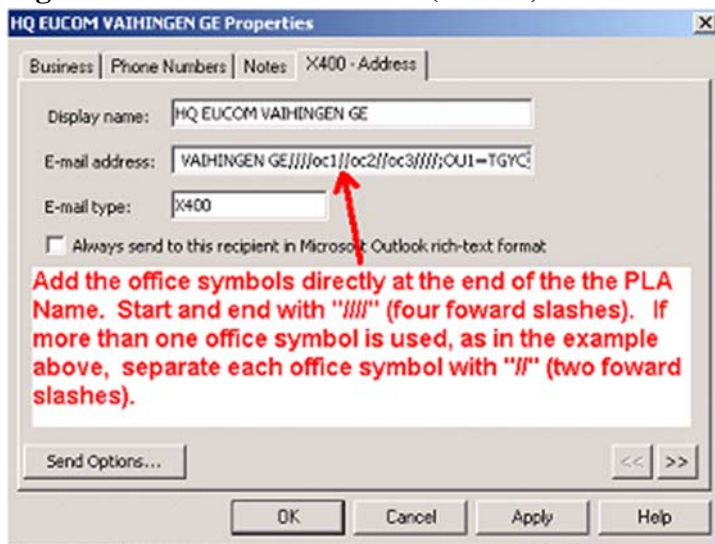 HQ EUCOM VAIHINGEN GE Properties
Business Phone Numbers Notes X400 - Address
Display name: HQ EUCOM VAIHINGEN GE
E-mail address: VAIHINGEN GE////oc1//oc2//oc3////;OU1=TGYC
E-mail type: X400
Always send to this recipient in Microsoft Outlook rich-text format
Add the office symbols directly at the end of the the PLA
Name. Start and end with "////" (four foward slashes). If
more than one office symbol is used, as in the example
above, separate each office symbol with "//" (two foward
slashes).
Send Options... << >>
OK Cancel Apply Help